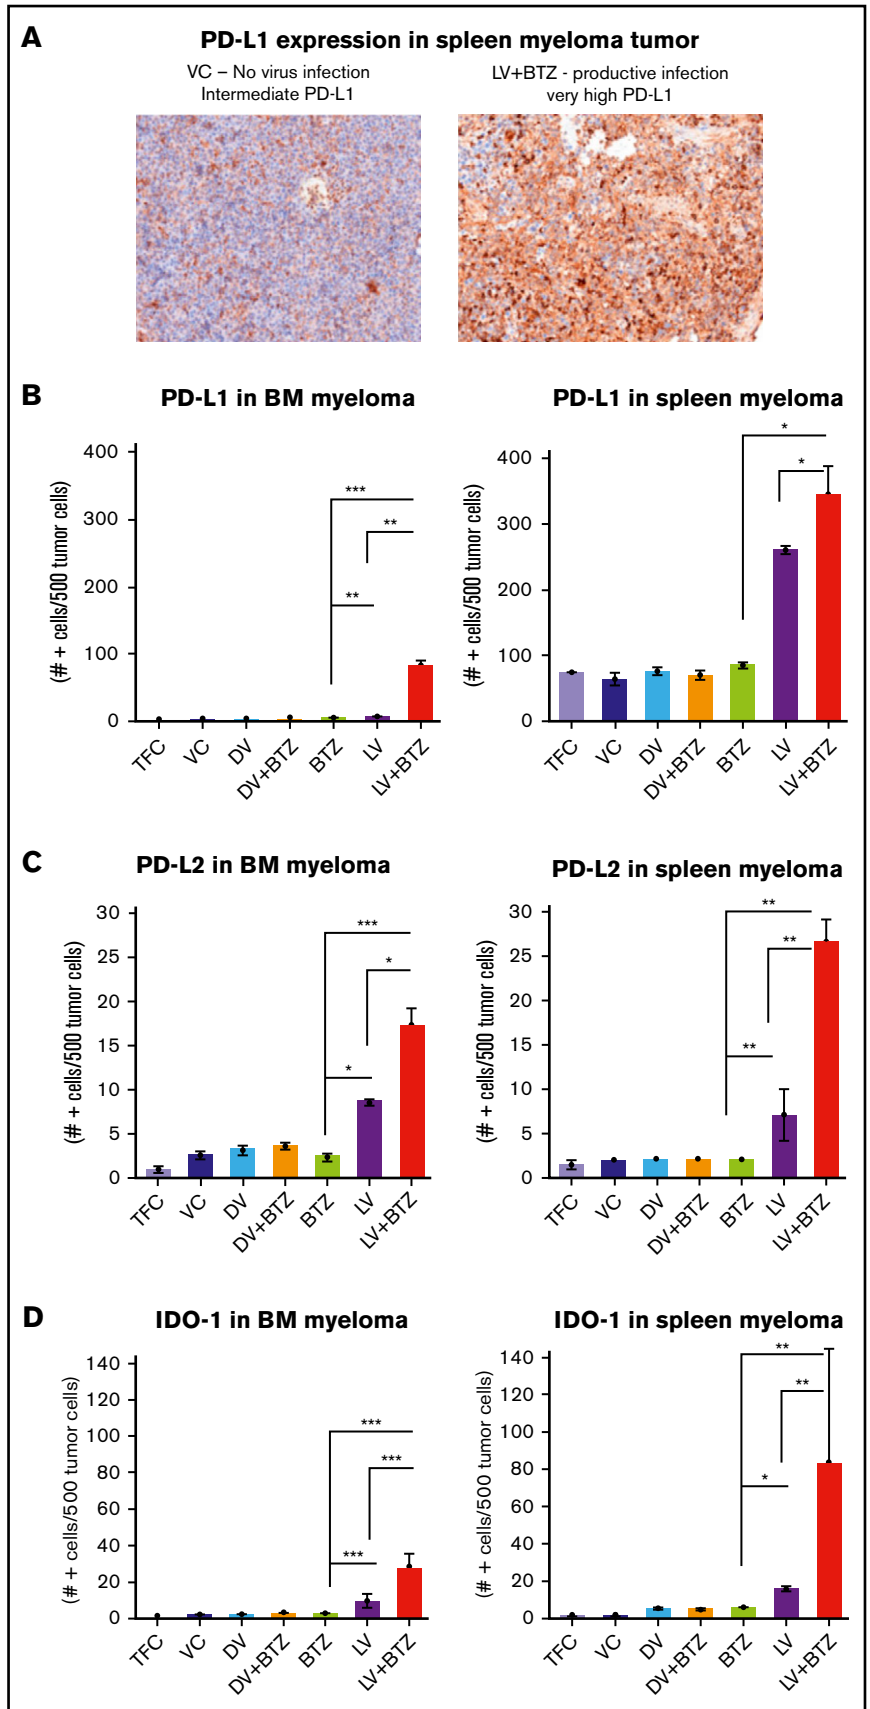 A
PD-L1 expression in spleen myeloma tumor
VC – No virus infection
Intermediate PD-L1
LV+BTZ - productive infection
very high PD-L1
B
PD-L1 in BM myeloma
(# + cells/500 tumor cells)
400
300
200
100
0
***
**
**
TFC
VC
DV
DV+BTZ
BTZ
LV
LV+BTZ
PD-L1 in spleen myeloma
(# + cells/500 tumor cells)
400
300
200
100
0
*
*
TFC
VC
DV
DV+BTZ
BTZ
LV
LV+BTZ
C
PD-L2 in BM myeloma
(# + cells/500 tumor cells)
30
25
20
15
10
5
0
***
*
*
TFC
VC
DV
DV+BTZ
BTZ
LV
LV+BTZ
PD-L2 in spleen myeloma
(# + cells/500 tumor cells)
30
25
20
15
10
5
0
**
**
**
TFC
VC
DV
DV+BTZ
BTZ
LV
LV+BTZ
D
IDO-1 in BM myeloma
(# + cells/500 tumor cells)
140
120
100
80
60
40
20
0
***
***
***
TFC
VC
DV
DV+BTZ
BTZ
LV
LV+BTZ
IDO-1 in spleen myeloma
(# + cells/500 tumor cells)
140
120
100
80
60
40
20
0
**
**
*
TFC
VC
DV
DV+BTZ
BTZ
LV
LV+BTZ